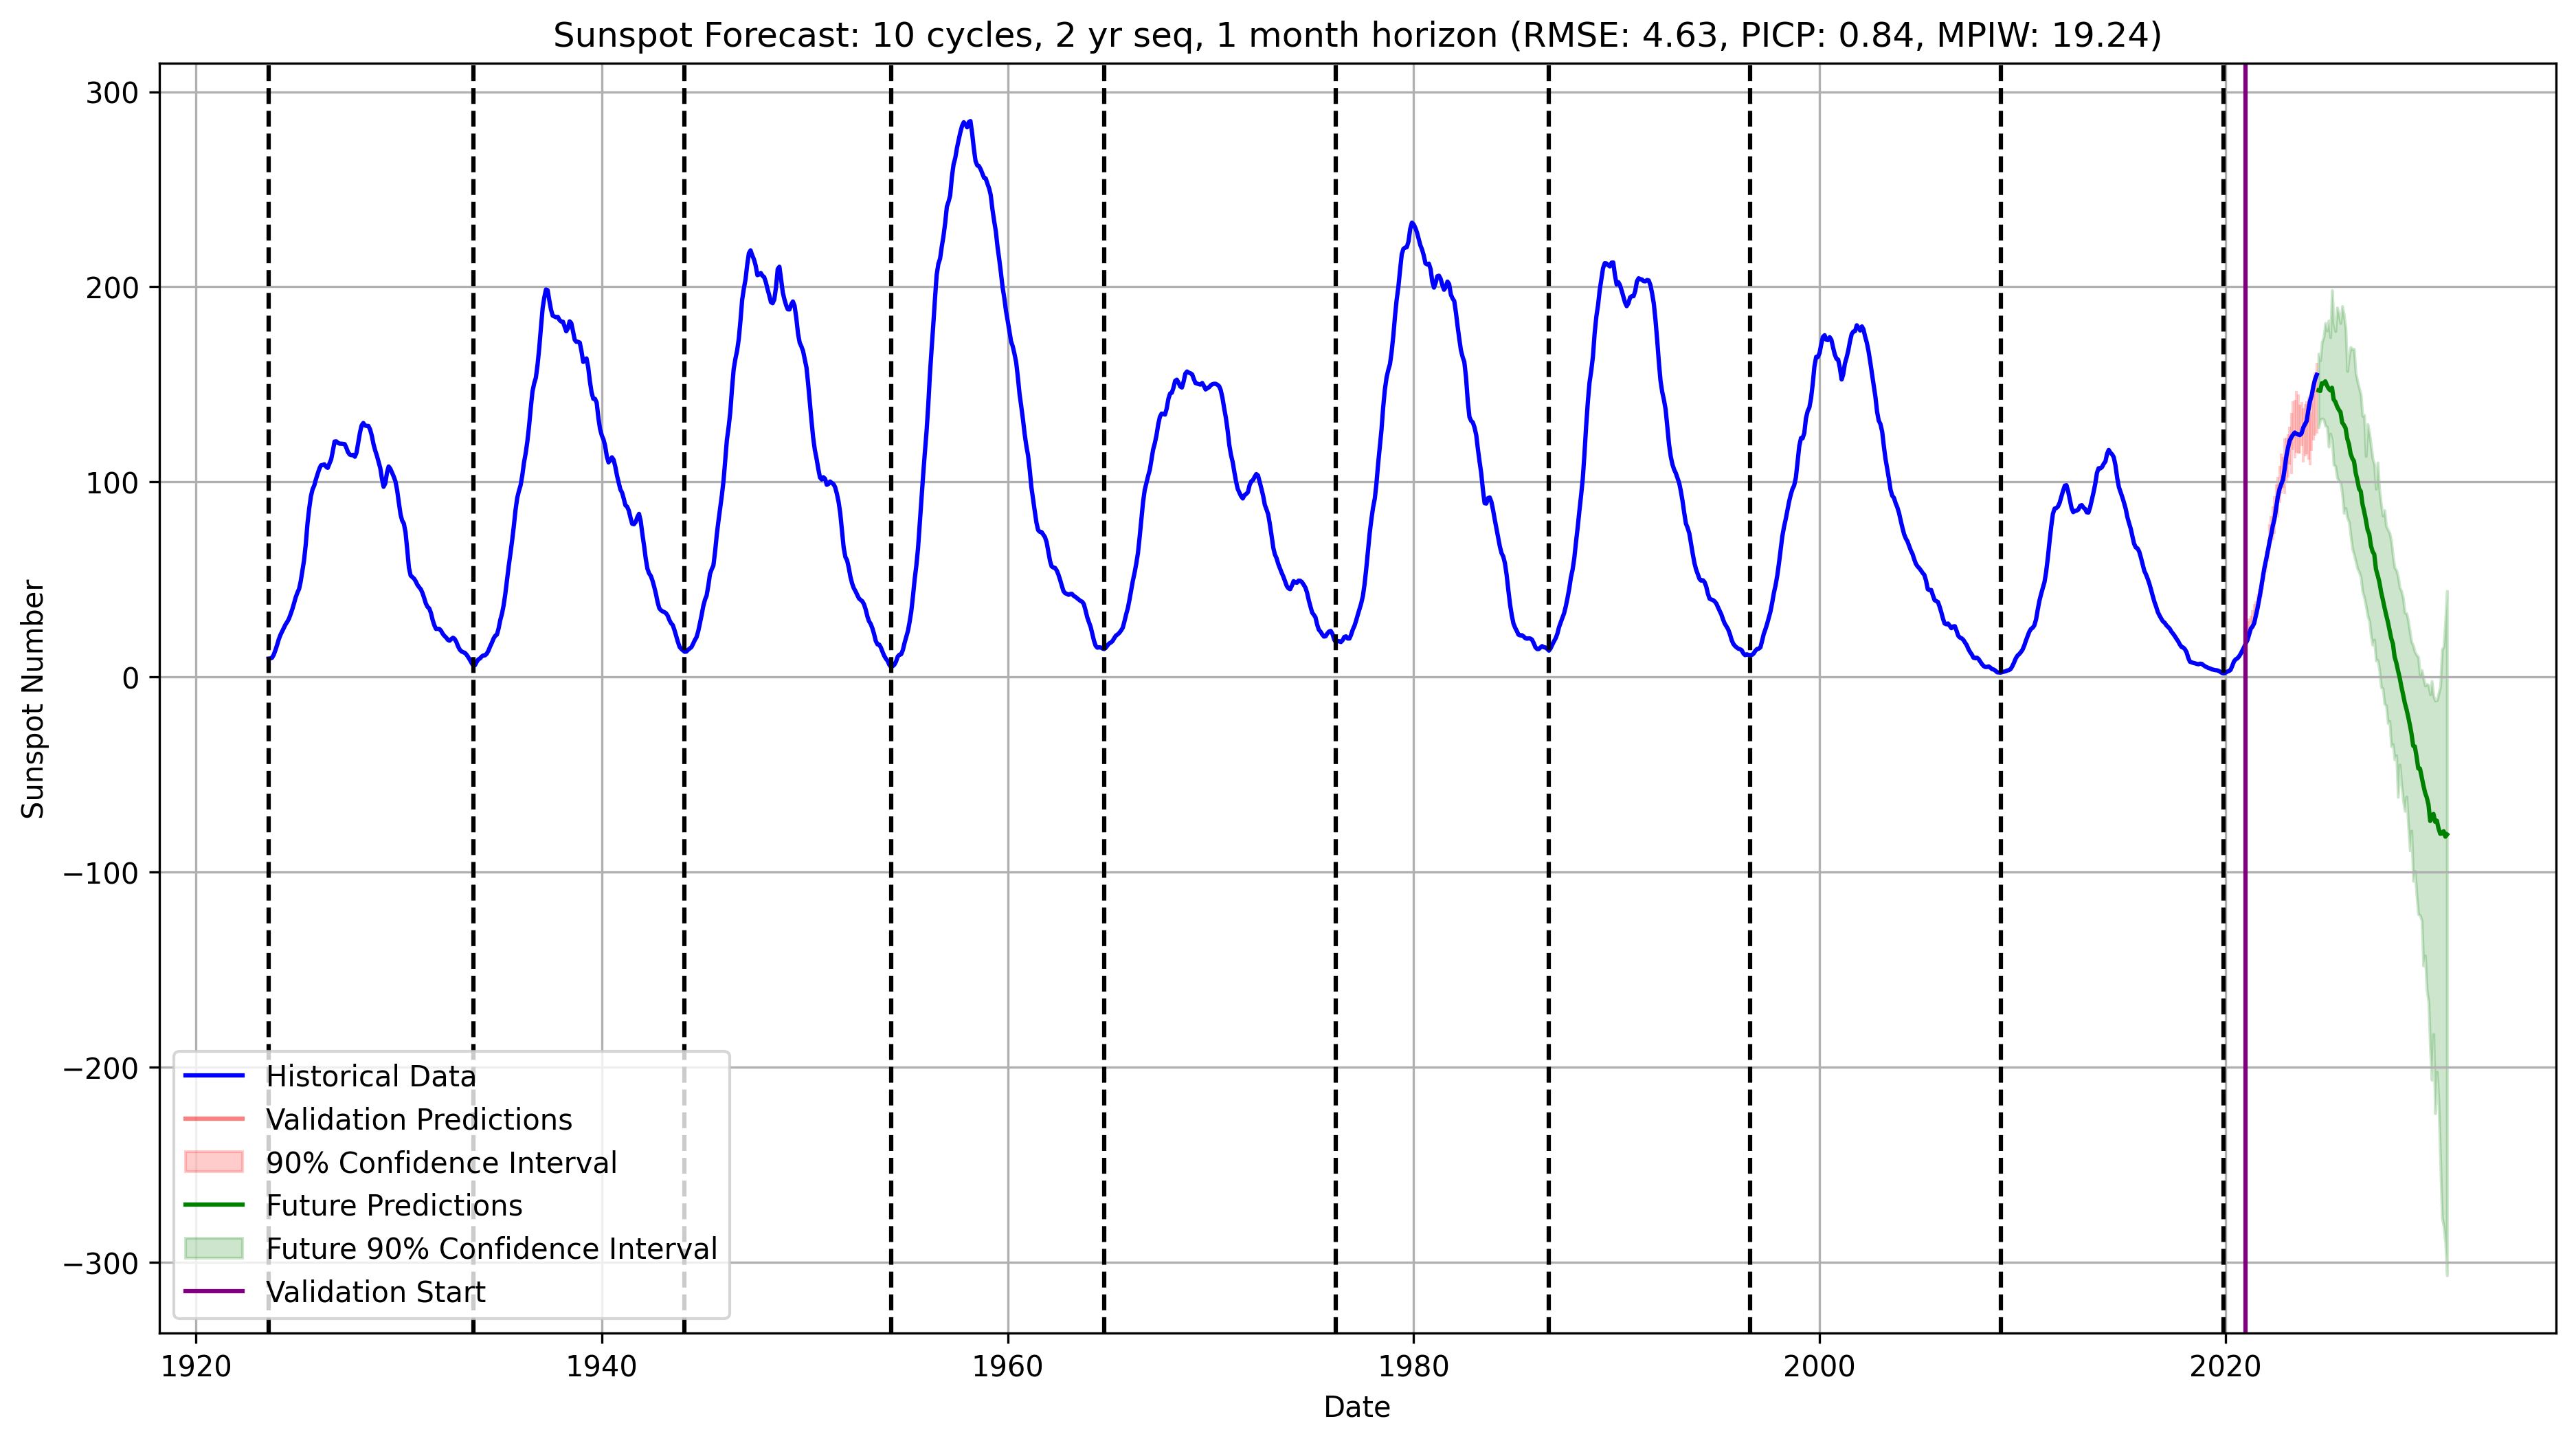 Sunspot Forecast: 10 cycles, 2 yr seq, 1 month horizon (RMSE: 4.63, PICP: 0.84, MPIW: 19.24)
Sunspot Number
300
200
100
0
−100
−200
−300
Historical Data
Validation Predictions
90% Confidence Interval
Future Predictions
Future 90% Confidence Interval
Validation Start
1920 1940 1960 1980 2000 2020
Date